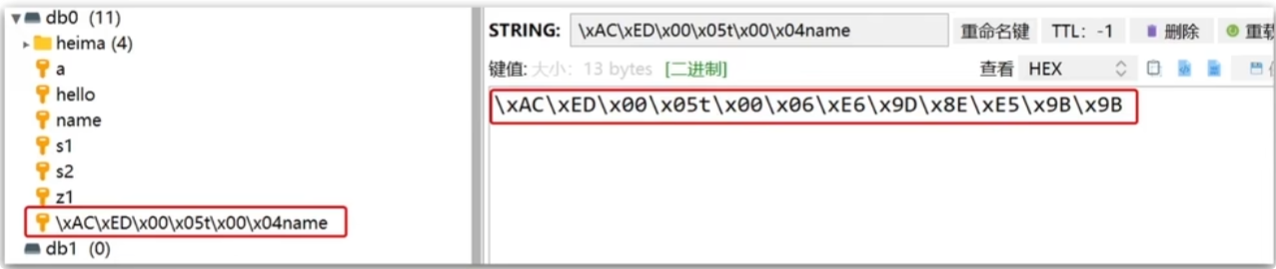 db0 (11)
heima (4)
a
hello
name
s1
s2
z1
\xAC\xED\x00\x05t\x00\x04name
db1 (0)
STRING: \xAC\xED\x00\x05t\x00\x04name 重命名键 TTL: -1 删除
键值: 大小: 13 bytes [二进制] 查看 HEX
\xAC\xED\x00\x05t\x00\x06\xE6\x9D\x8E\xE5\x9B\x9B